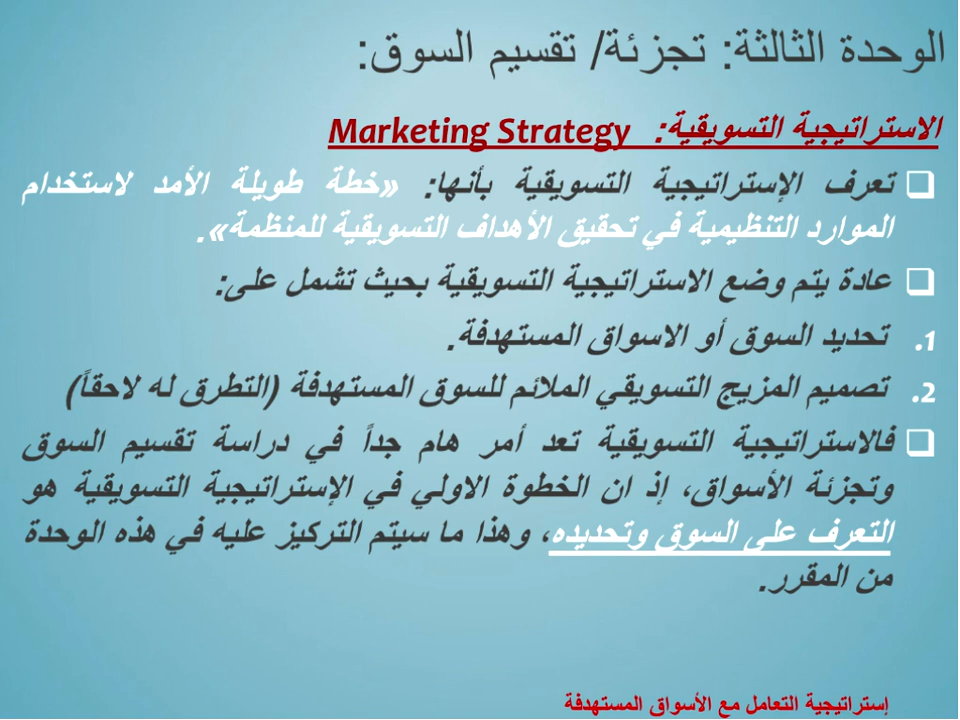 الوحدة الثالثة: تجزئة/ تقسيم السوق:
الاستراتيجية التسويقية: Marketing Strategy
❑ تعرف الإستراتيجية التسويقية بأنها: «خطة طويلة الأمد لاستخدام
الموارد التنظيمية في تحقيق الأهداف التسويقية للمنظمة».
❑ عادة يتم وضع الاستراتيجية التسويقية بحيث تشمل على:
1. تحديد السوق أو الاسواق المستهدفة.
2. تصميم المزيج التسويقي الملائم للسوق المستهدفة (التطرق له لاحقاً)
❑ فالاستراتيجية التسويقية تعد أمر هام جداً في دراسة تقسيم السوق
وتجزئة الأسواق، إذ ان الخطوة الاولي في الإستراتيجية التسويقية هو
التعرف على السوق وتحديده، وهذا ما سيتم التركيز عليه في هذه الوحدة
من المقرر.
إستراتيجية التعامل مع الأسواق المستهدفة